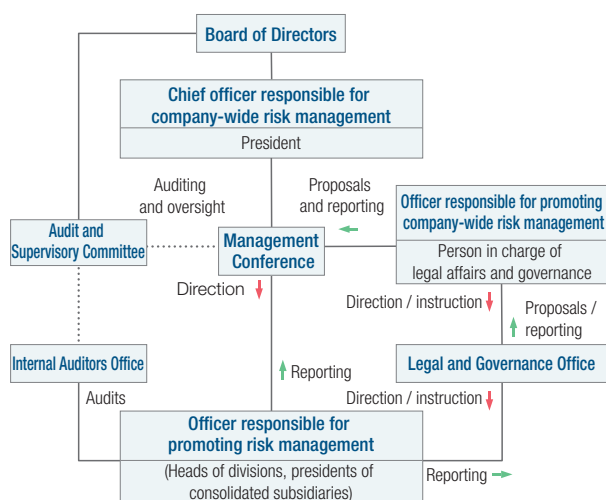 Board of Directors
Chief officer responsible for
company-wide risk management
President
Auditing
and oversight
Proposals
and reporting
Officer responsible for promoting
company-wide risk management
Person in charge of
legal affairs and governance
Audit and
Supervisory Committee
Management
Conference
Direction
Direction / instruction
Proposals /
reporting
Internal Auditors Office
Reporting
Legal and Governance Office
Audits
Direction / instruction
Officer responsible for
promoting risk management
(Heads of divisions, presidents of
consolidated subsidiaries)
Reporting